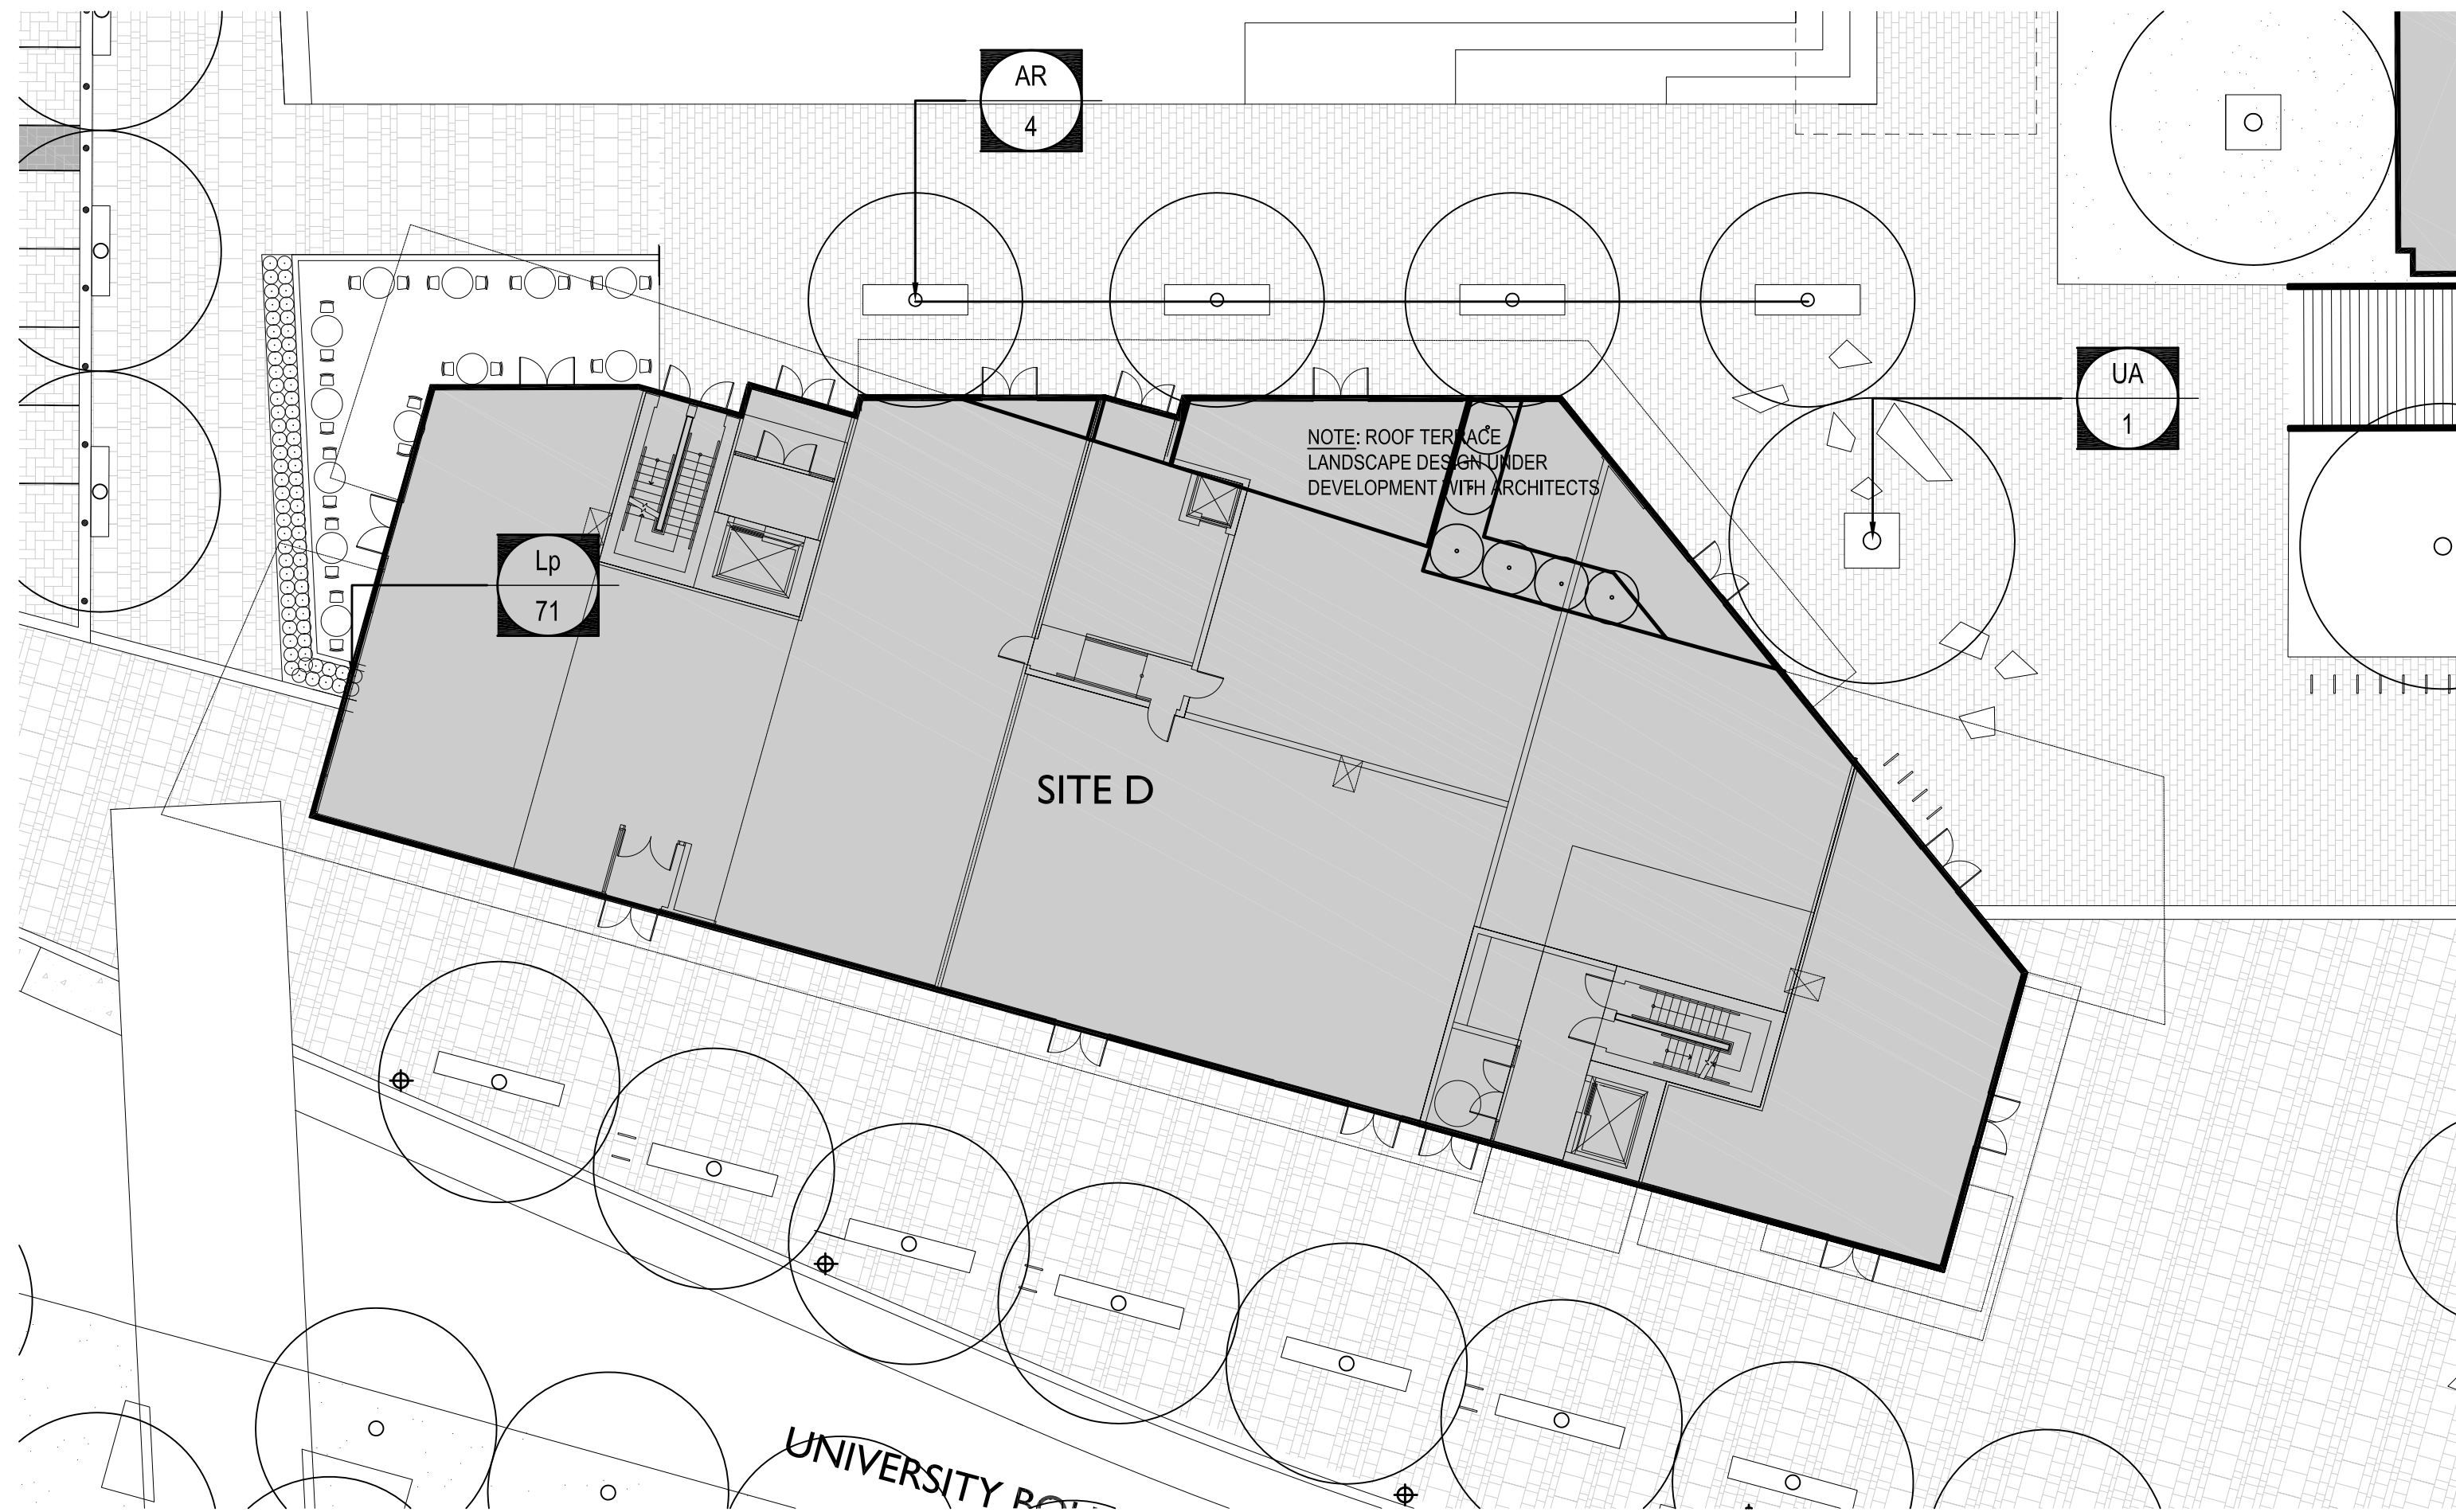 AR
4
UA
1
NOTE: ROOF TERRACE
LANDSCAPE DESIGN UNDER
DEVELOPMENT WITH ARCHITECTS
Lp
71
SITE D
UNIVERSITY